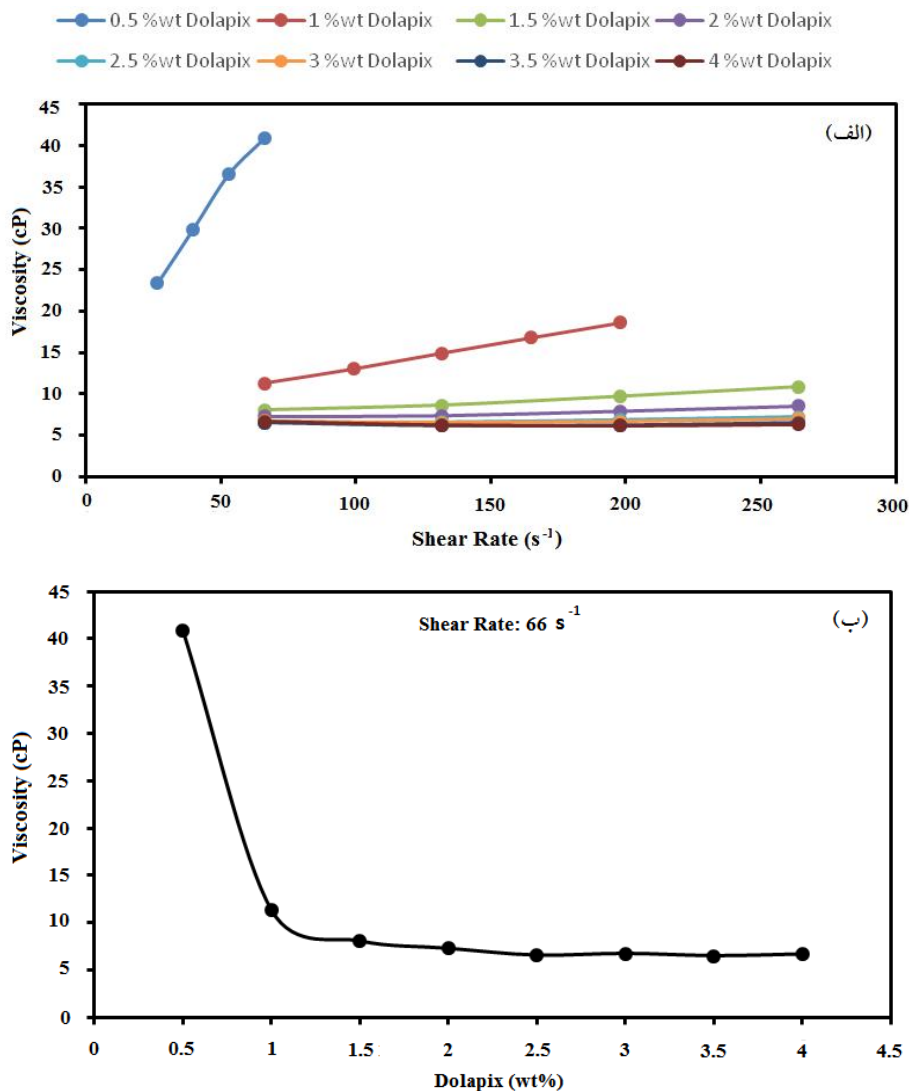 0.5 %wt Dolapix 1 %wt Dolapix 1.5 %wt Dolapix 2 %wt Dolapix
2.5 %wt Dolapix 3 %wt Dolapix 3.5 %wt Dolapix 4 %wt Dolapix
(الف)
Viscosity (cP)
45
40
35
30
25
20
15
10
5
0
0 50 100 150 200 250 300
Shear Rate (s⁻¹)
(ب)
Shear Rate: 66 s⁻¹
Viscosity (cP)
45
40
35
30
25
20
15
10
5
0
0 0.5 1 1.5 2 2.5 3 3.5 4 4.5
Dolapix (wt%)